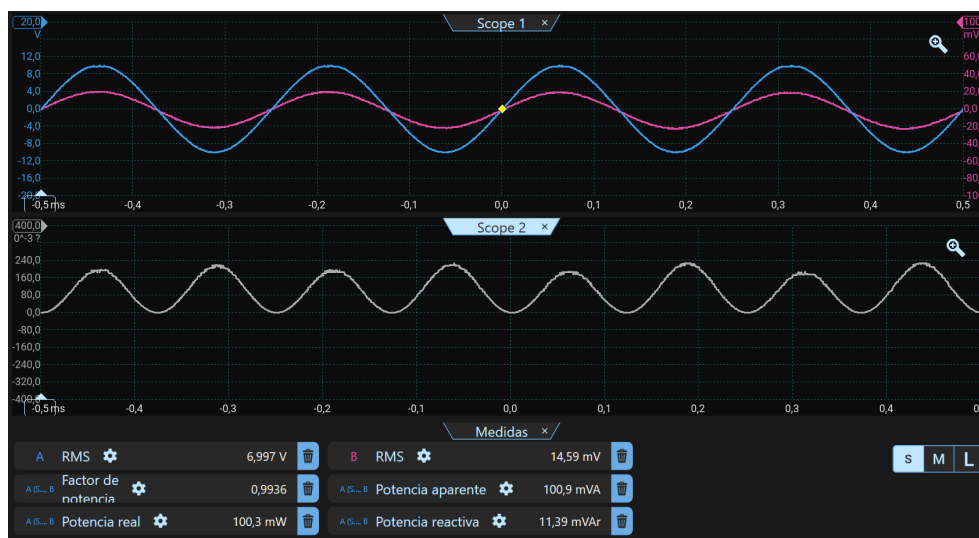 Scope 1 ×
20,0 100
V mV
12,0 60,0
8,0 40,0
4,0 20,0
0,0 0,0
-4,0 -20,
-8,0 -40,
-12,0 -60,
-16,0 -80,
-20,0 -100
-0,5 ms -0,4 -0,3 -0,2 -0,1 0,0 0,1 0,2 0,3 0,4 0,5
Scope 2 ×
400,0
0^-3 ?
240,0
160,0
80,0
0,0
-80,0
-160,0
-240,0
-320,0
-400,0
-0,5 ms -0,4 -0,3 -0,2 -0,1 0,0 0,1 0,2 0,3 0,4
Medidas ×
A RMS 6,997 V B RMS 14,59 mV S M L
A (S... B Factor de potencia 0,9936 A (S... B Potencia aparente 100,9 mVA
A (S... B Potencia real 100,3 mW A (S... B Potencia reactiva 11,39 mVAr